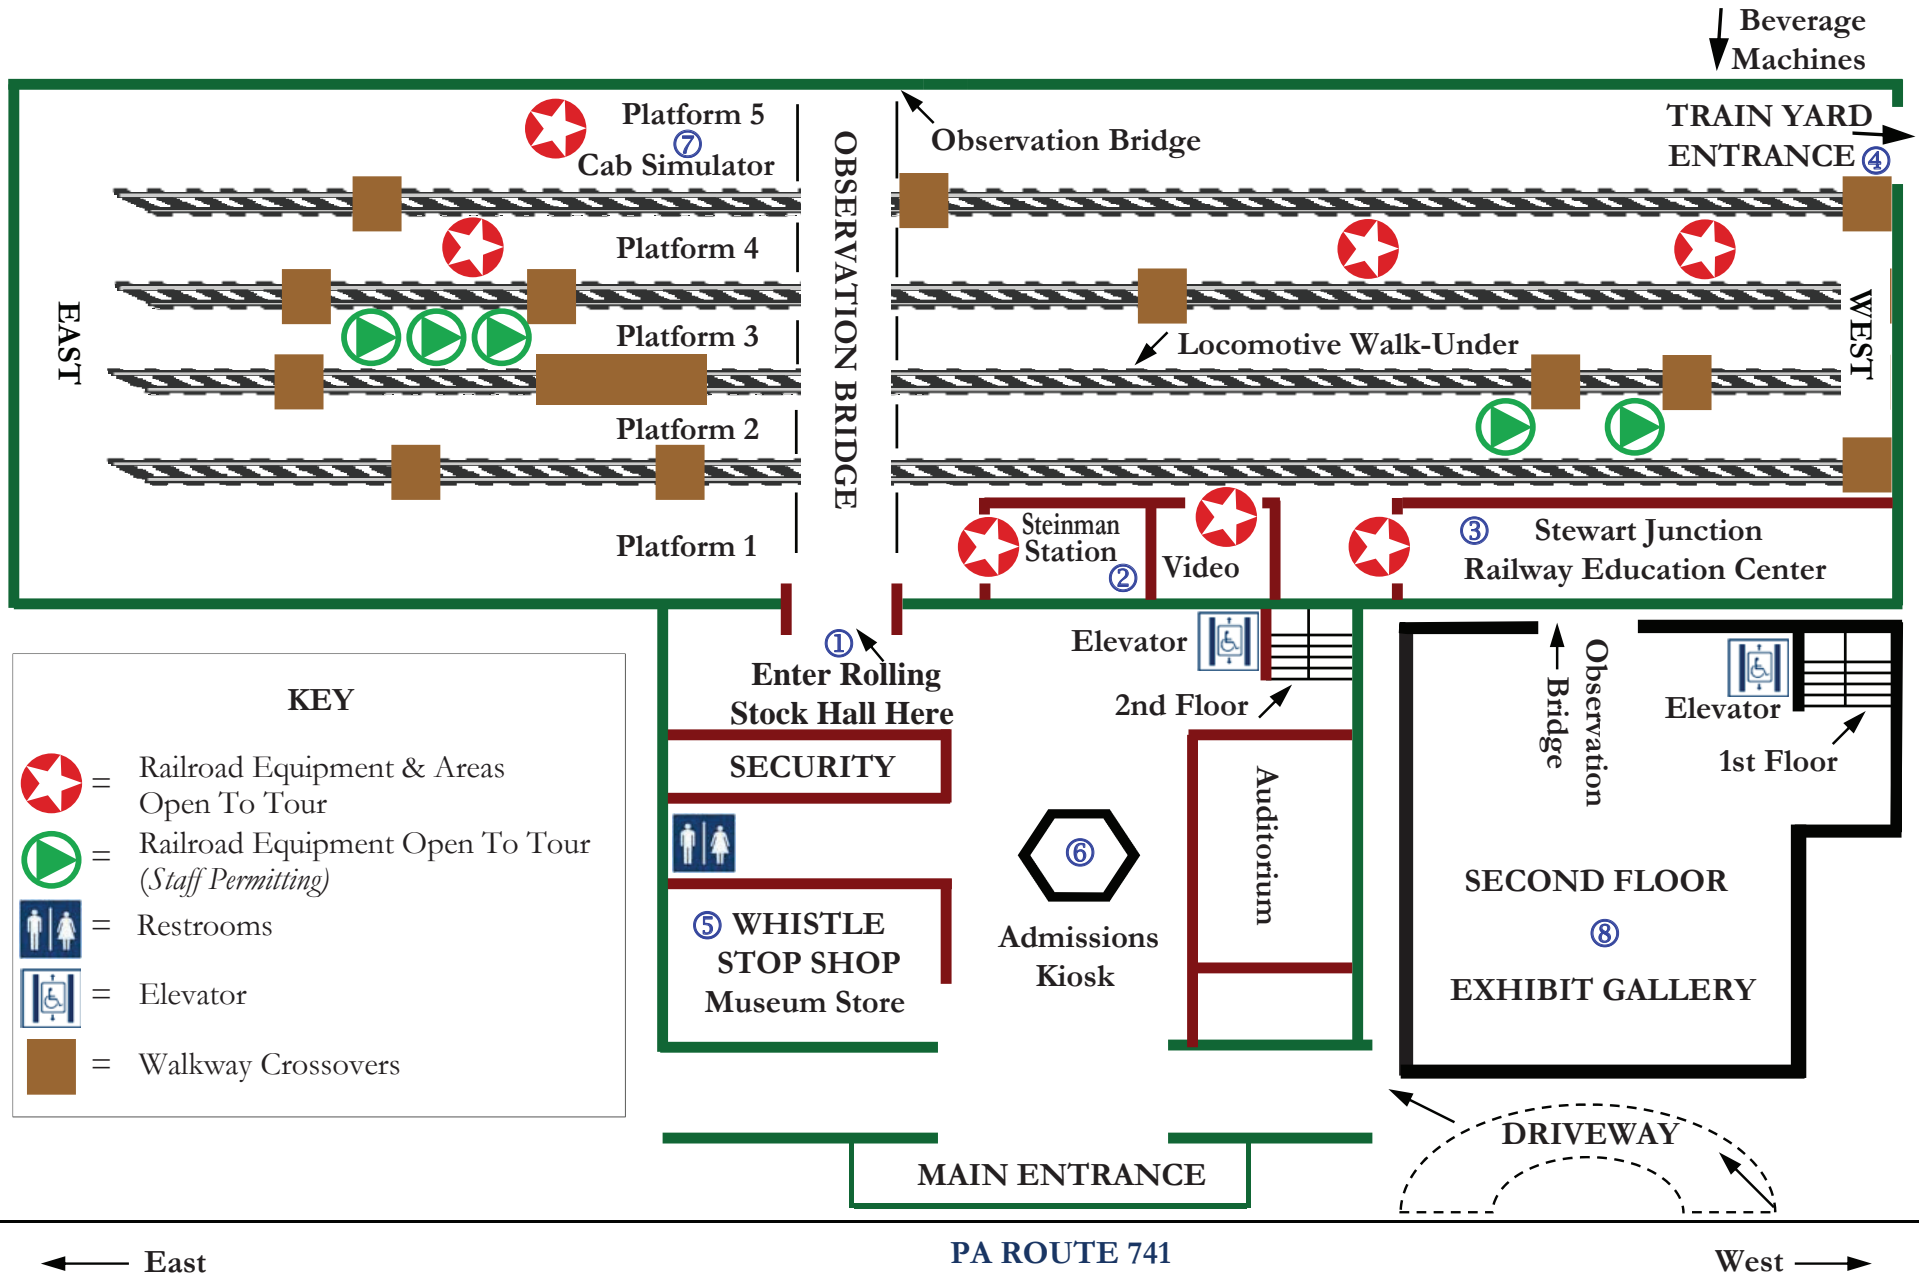 Beverage
Machines
Platform 5
⑦
Cab Simulator
Observation Bridge
TRAIN YARD
ENTRANCE ④
Platform 4
OBSERVATION BRIDGE
EAST
WEST
Platform 3
Locomotive Walk-Under
Platform 2
Platform 1
Steinman
Station
②
Video
③ Stewart Junction
Railway Education Center
①
Enter Rolling
Stock Hall Here
Elevator
2nd Floor
Observation
Bridge
Elevator
1st Floor
KEY
= Railroad Equipment & Areas
Open To Tour
= Railroad Equipment Open To Tour
(Staff Permitting)
= Restrooms
= Elevator
= Walkway Crossovers
SECURITY
⑤ WHISTLE
STOP SHOP
Museum Store
⑥
Admissions
Kiosk
Auditorium
SECOND FLOOR
⑧
EXHIBIT GALLERY
DRIVEWAY
MAIN ENTRANCE
East
PA ROUTE 741
West